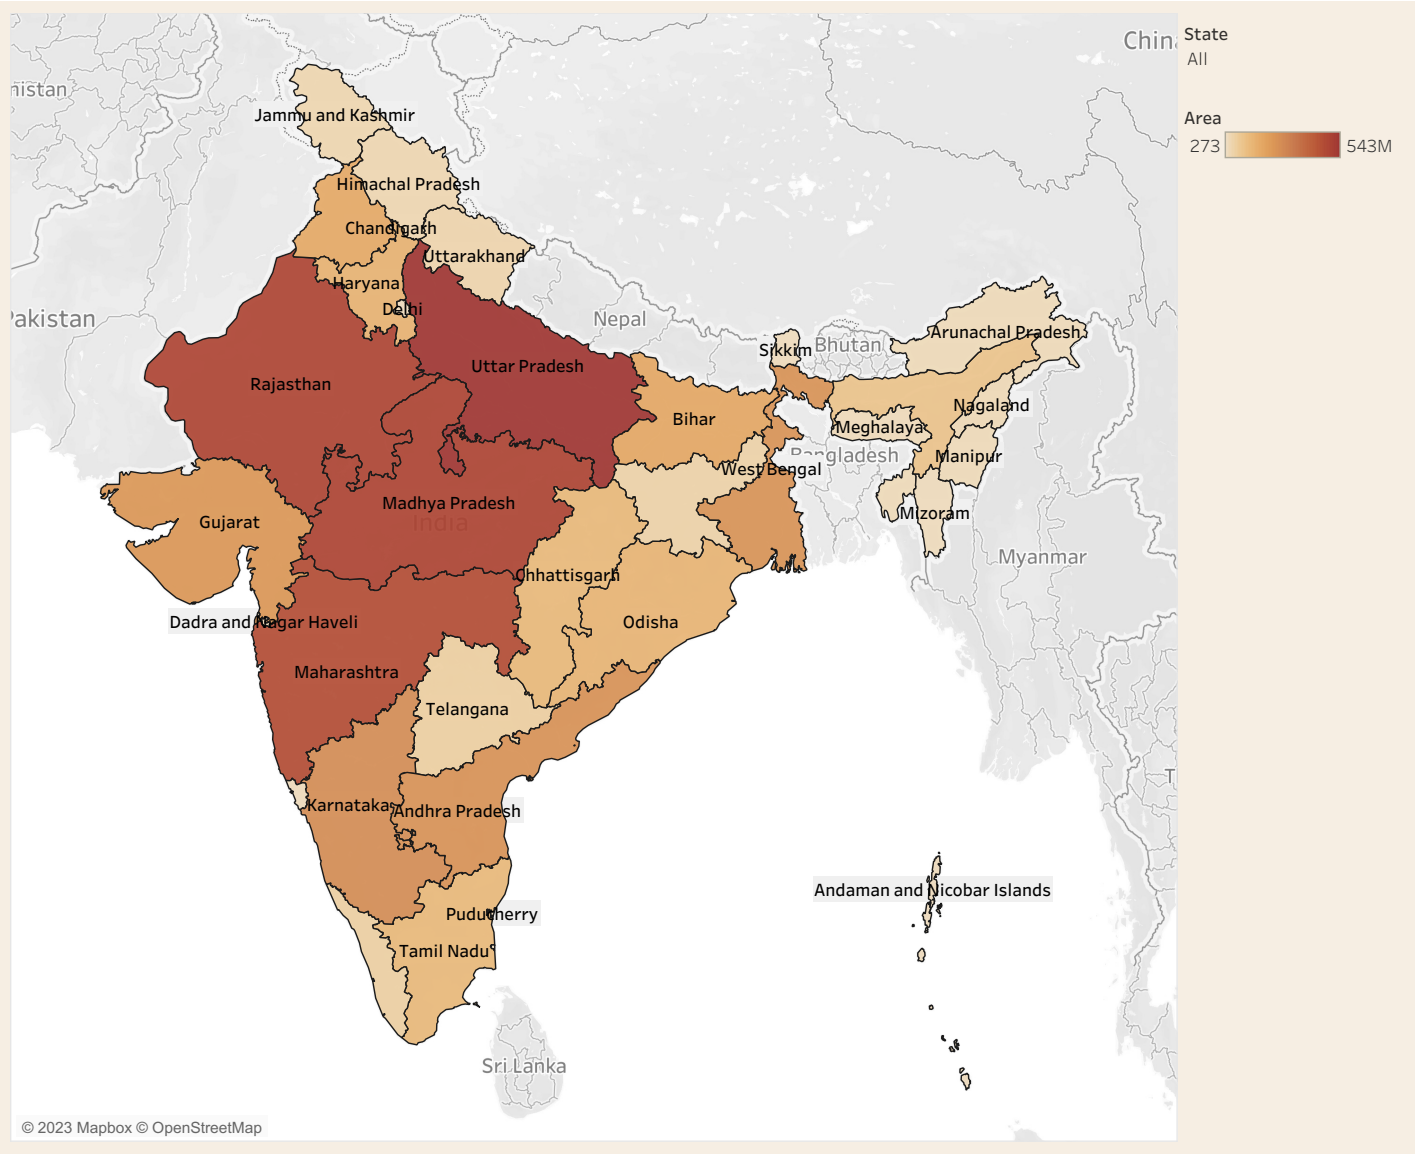 China
State
All
nistan
Jammu and Kashmir
Area
273
543M
Himachal Pradesh
Chandigarh
Uttarakhand
Haryana
Delhi
Pakistan
Nepal
Arunachal Pradesh
Sikkim
Bhutan
Uttar Pradesh
Rajasthan
Nagaland
Bihar
Meghalaya
Bangladesh
Manipur
West Bengal
Madhya Pradesh
Mizoram
Gujarat
India
Myanmar
Chhattisgarh
Dadra and Nagar Haveli
Odisha
Maharashtra
Telangana
T
Karnataka
Andhra Pradesh
Andaman and Nicobar Islands
Puducherry
Tamil Nadu
Sri Lanka
© 2023 Mapbox © OpenStreetMap